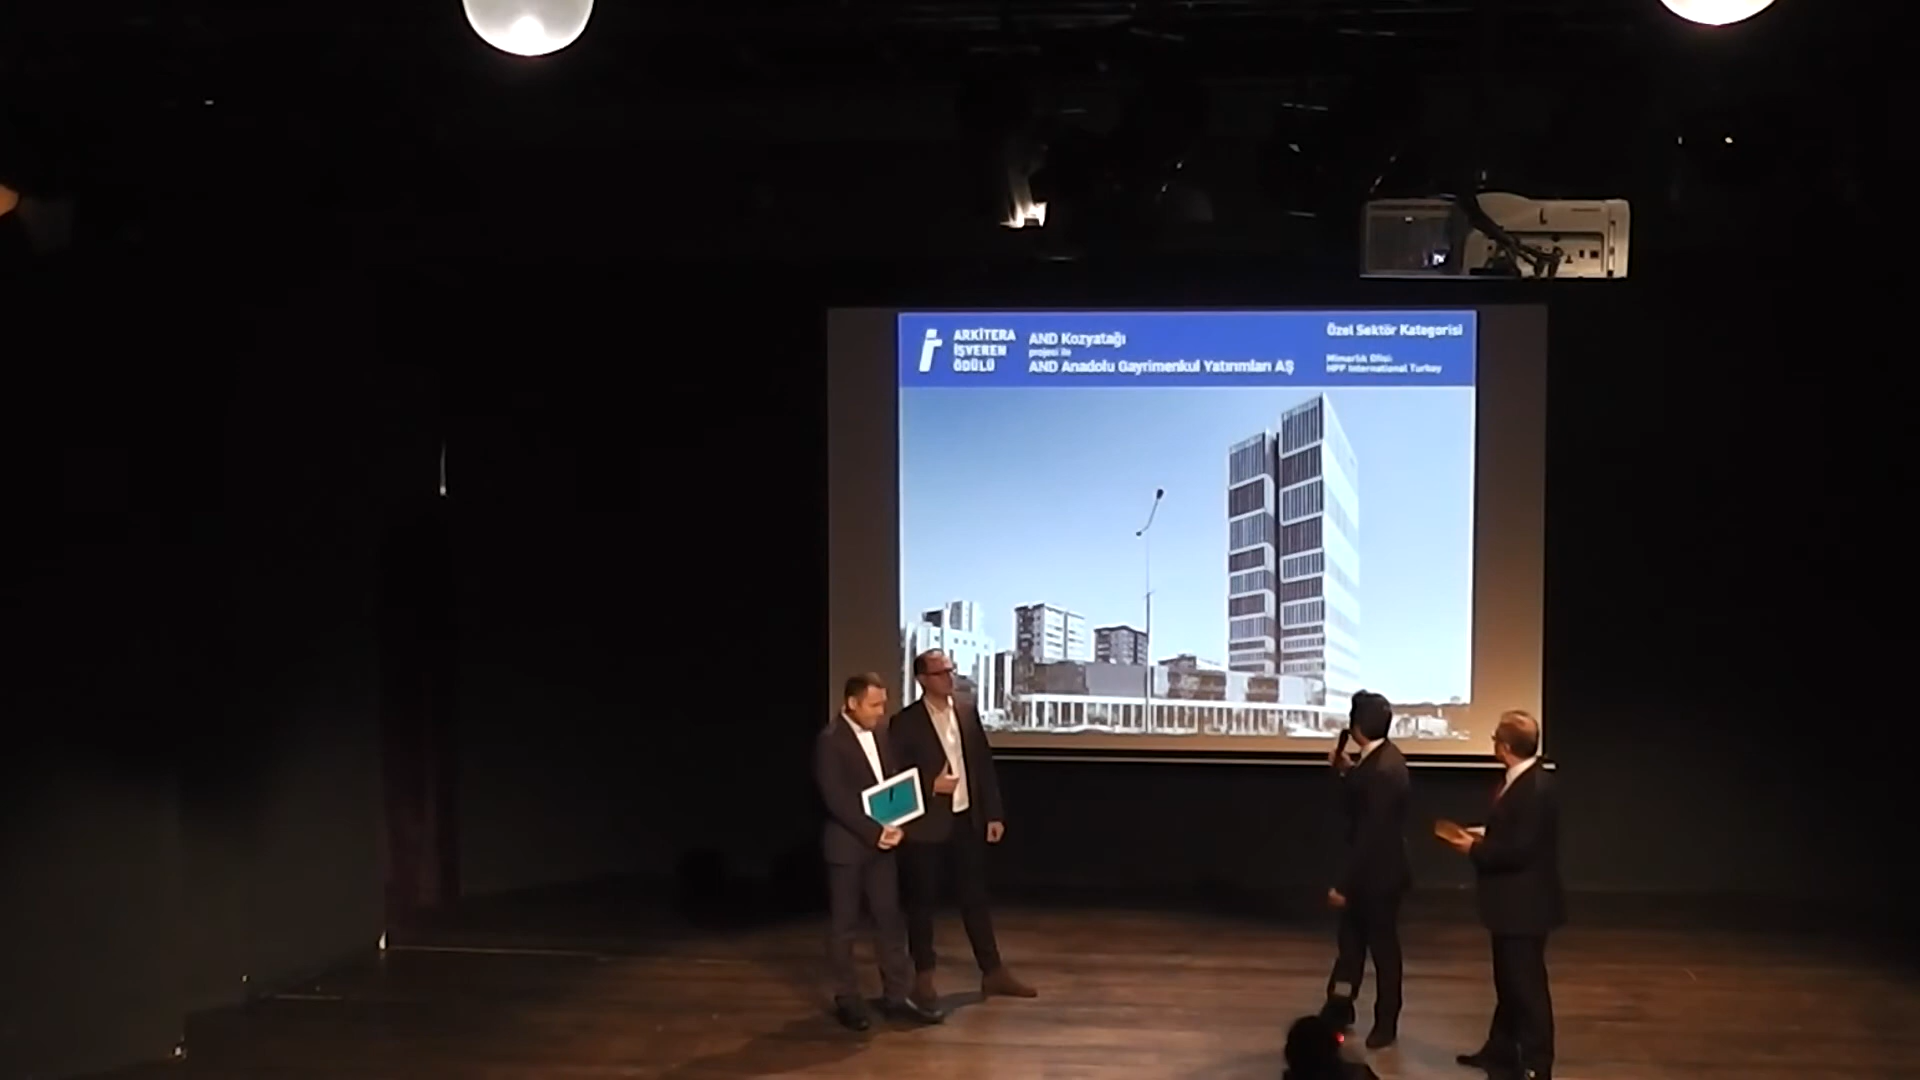 ARKİTERA
İŞVEREN
ÖDÜLÜ
AND Kozyatağı
projesi ile
AND Anadolu Gayrimenkul Yatırımları AŞ
Özel Sektör Kategorisi
Mimarlık Ofisi:
HPP International Turkey